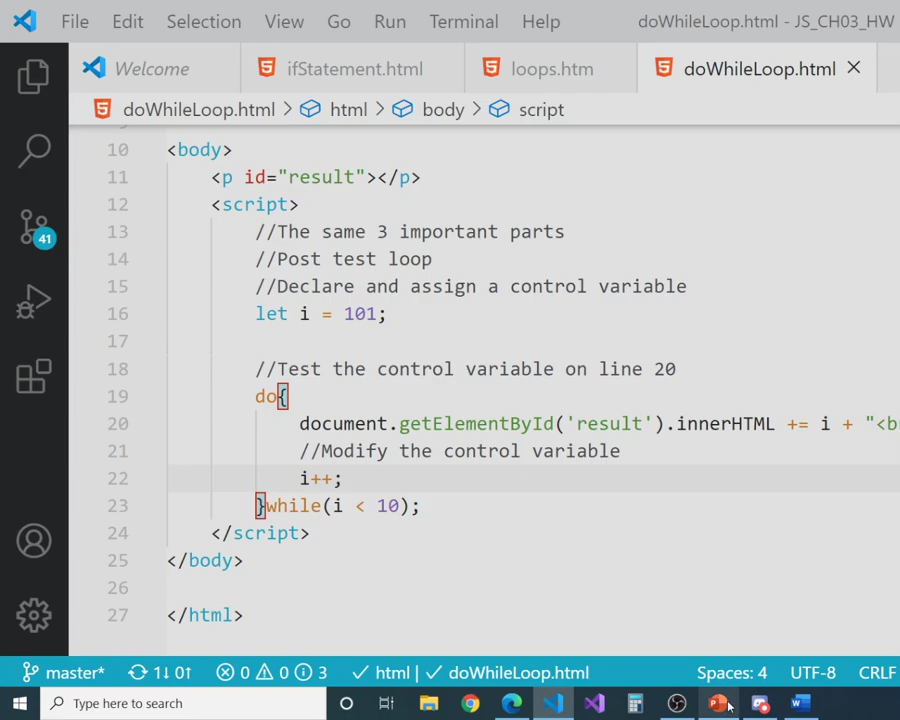 File Edit Selection View Go Run Terminal Help doWhileLoop.html - JS_CH03_HW
Welcome ifStatement.html loops.htm doWhileLoop.html
doWhileLoop.html > html > body > script
10 <body>
11 <p id="result"></p>
12 <script>
13 //The same 3 important parts
14 //Post test loop
15 //Declare and assign a control variable
16 let i = 101;
17
18 //Test the control variable on line 20
19 do{
20 document.getElementById('result').innerHTML += i + "<b
21 //Modify the control variable
41
22 i++;
23 }while(i < 10);
24 </script>
25 </body>
26
27 </html>
master* 1↓ 0↑ 0 0 3 html | doWhileLoop.html Spaces: 4 UTF-8 CRLF
Type here to search